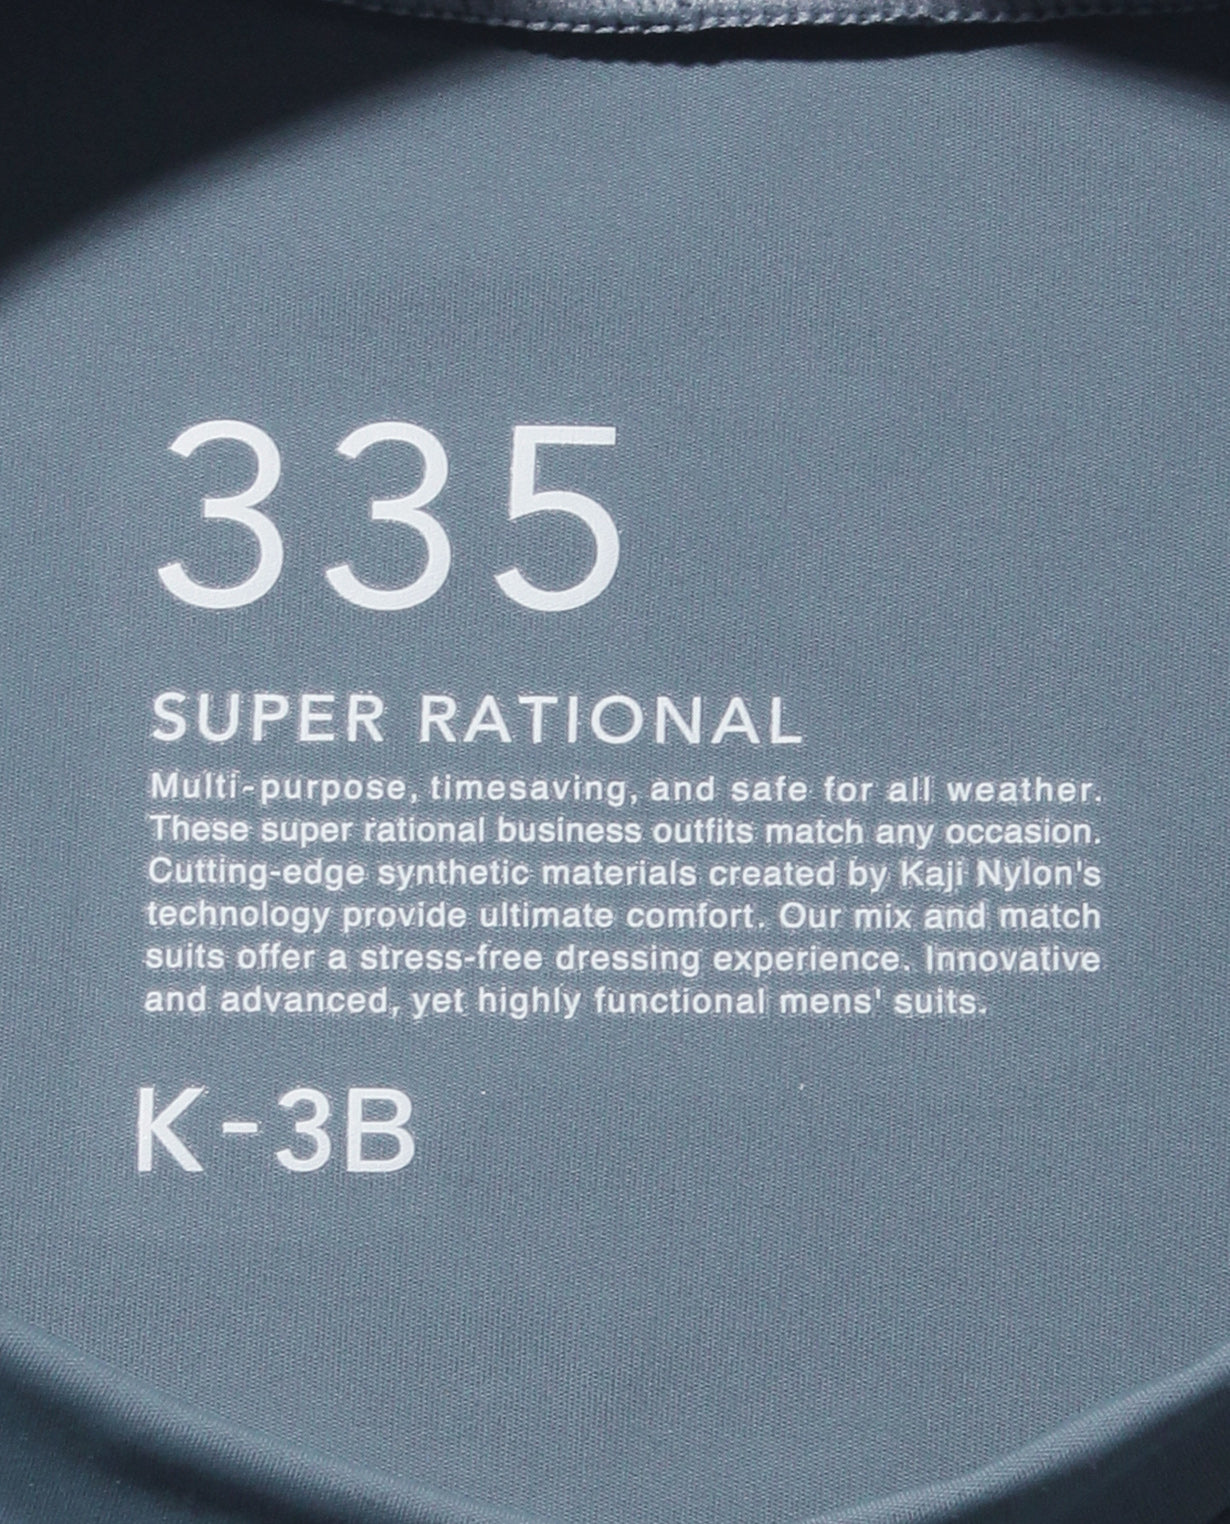 335
SUPER RATIONAL
Multi-purpose, timesaving, and safe for all weather.
These super rational business outfits match any occasion.
Cutting-edge synthetic materials created by Kaji Nylon's
technology provide ultimate comfort. Our mix and match
suits offer a stress-free dressing experience. Innovative
and advanced, yet highly functional mens' suits.
K-3B